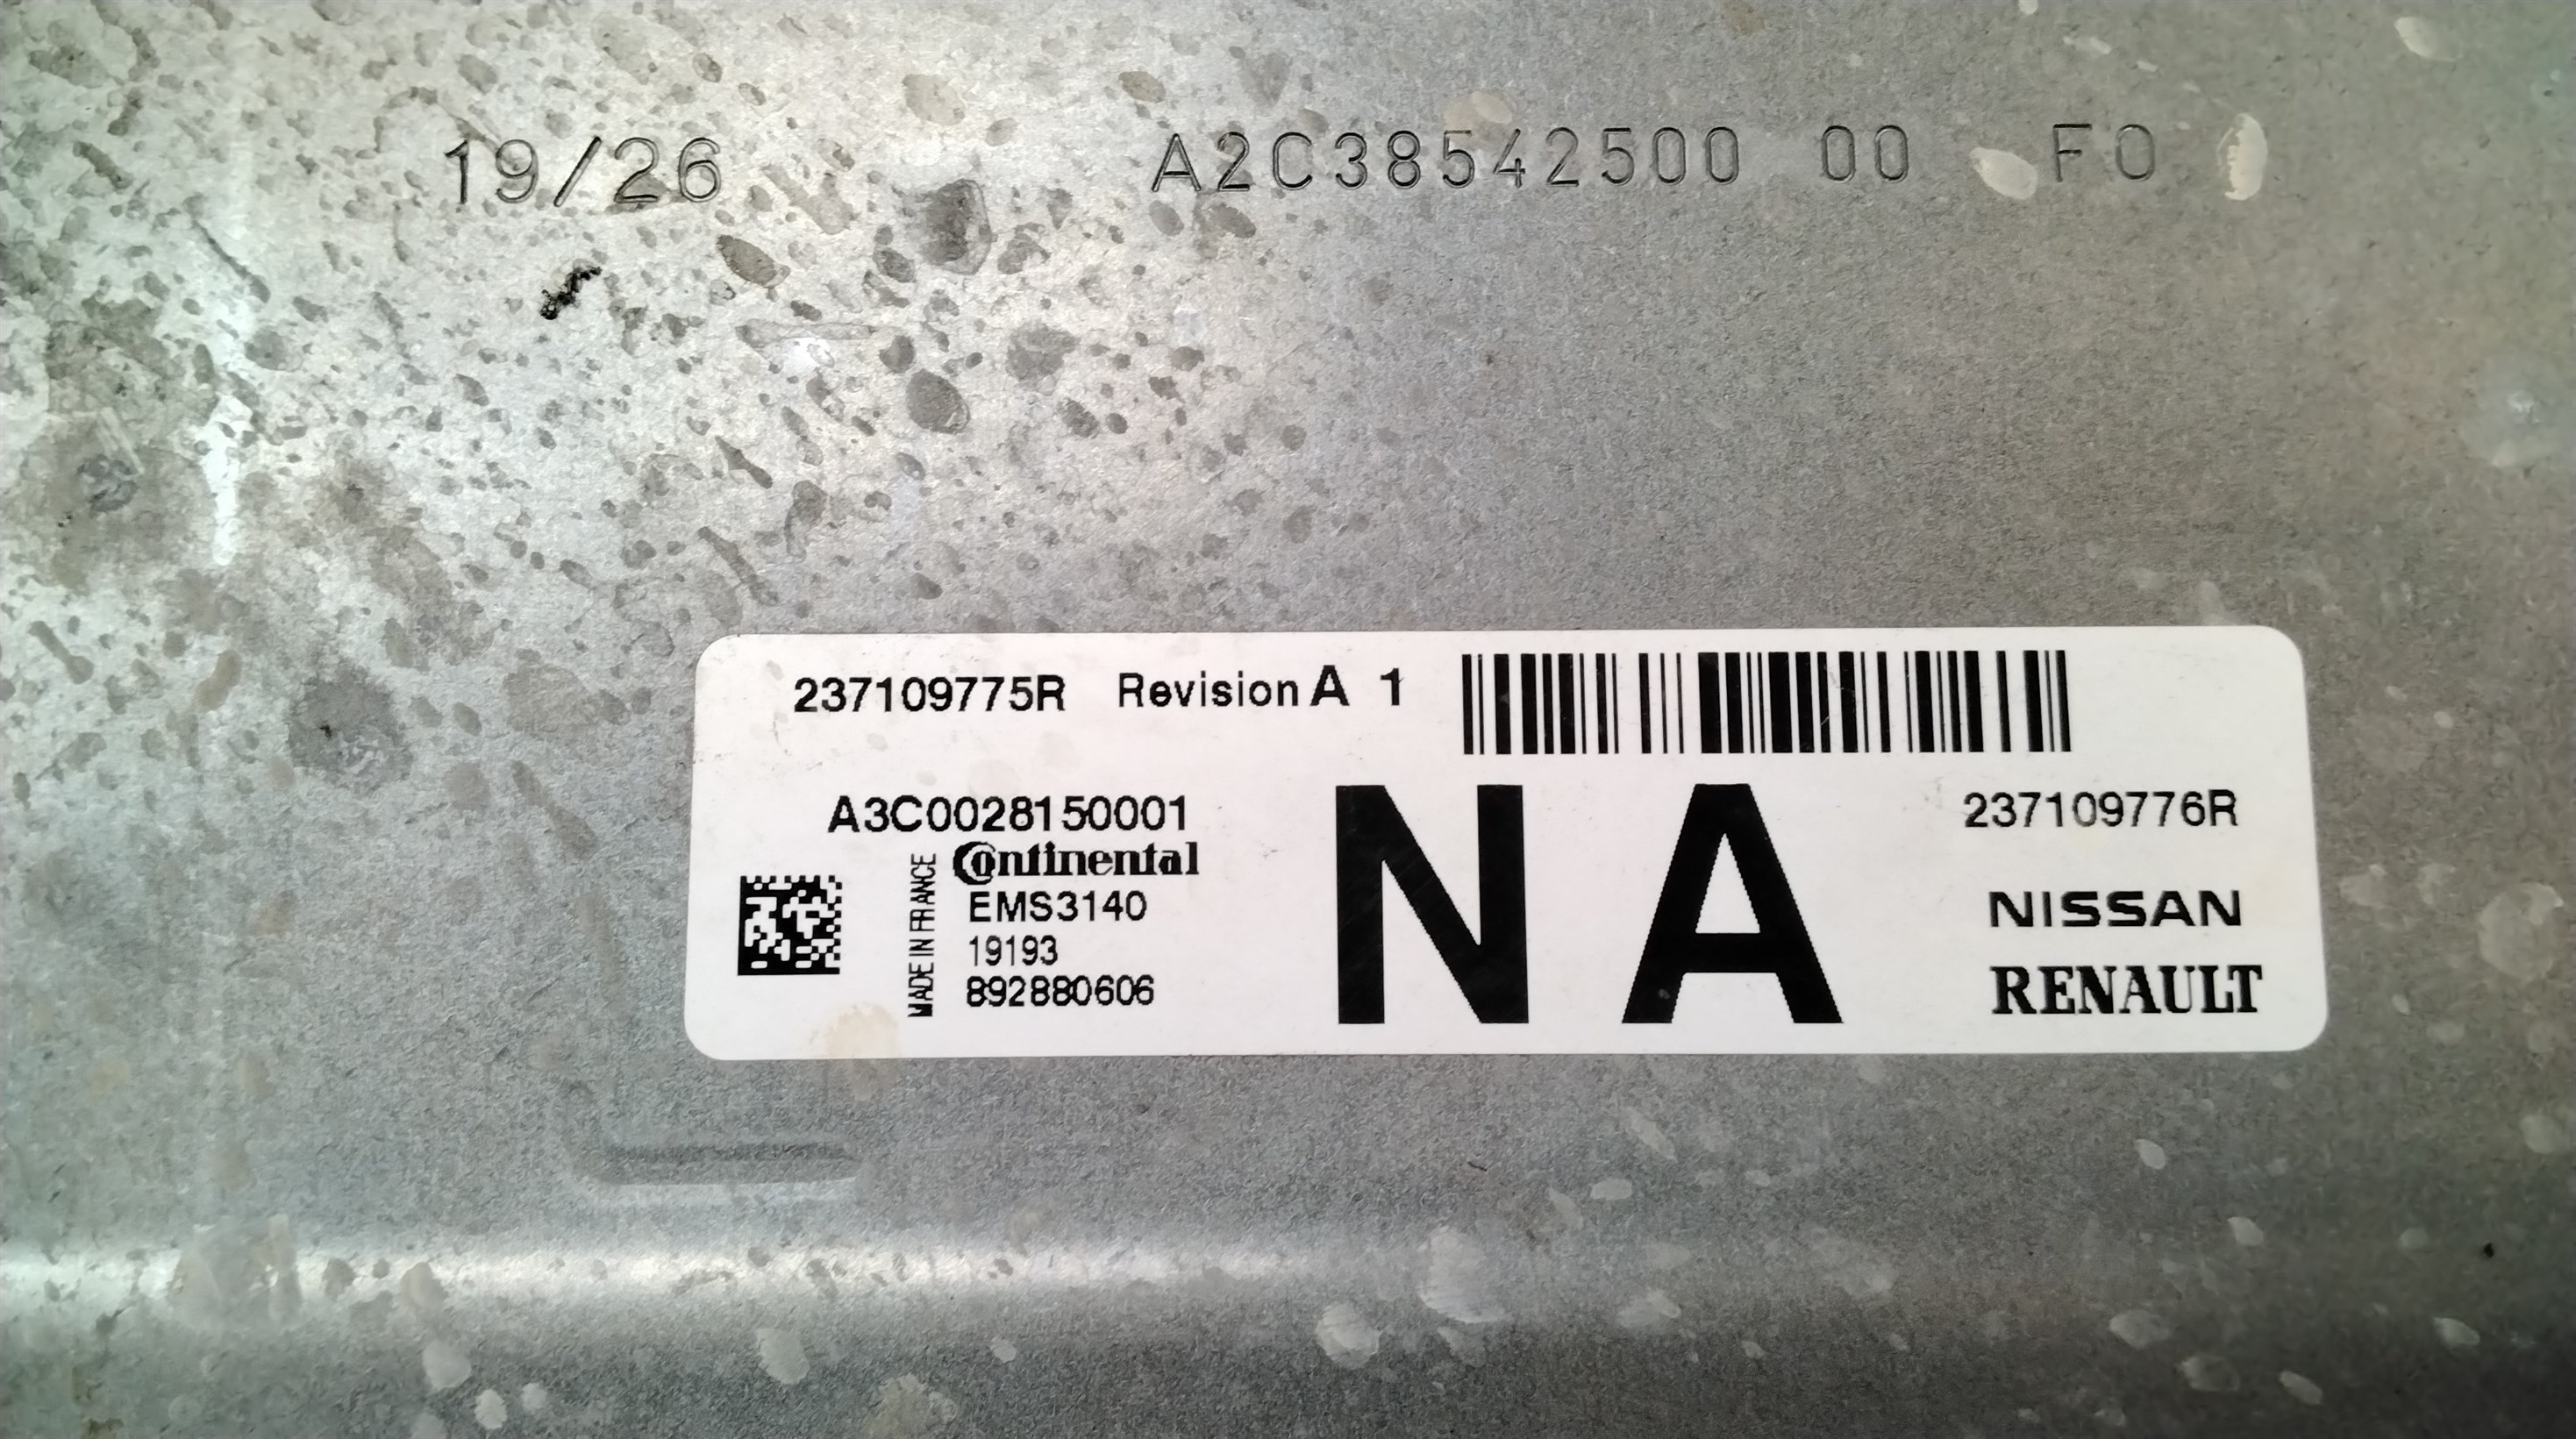 19/26 A2C38542500 00 F0
237109775R Revision A 1
A3C0028150001
Continental
MADE IN FRANCE
EMS3140
19193
892880606
NA
237109776R
NISSAN
RENAULT